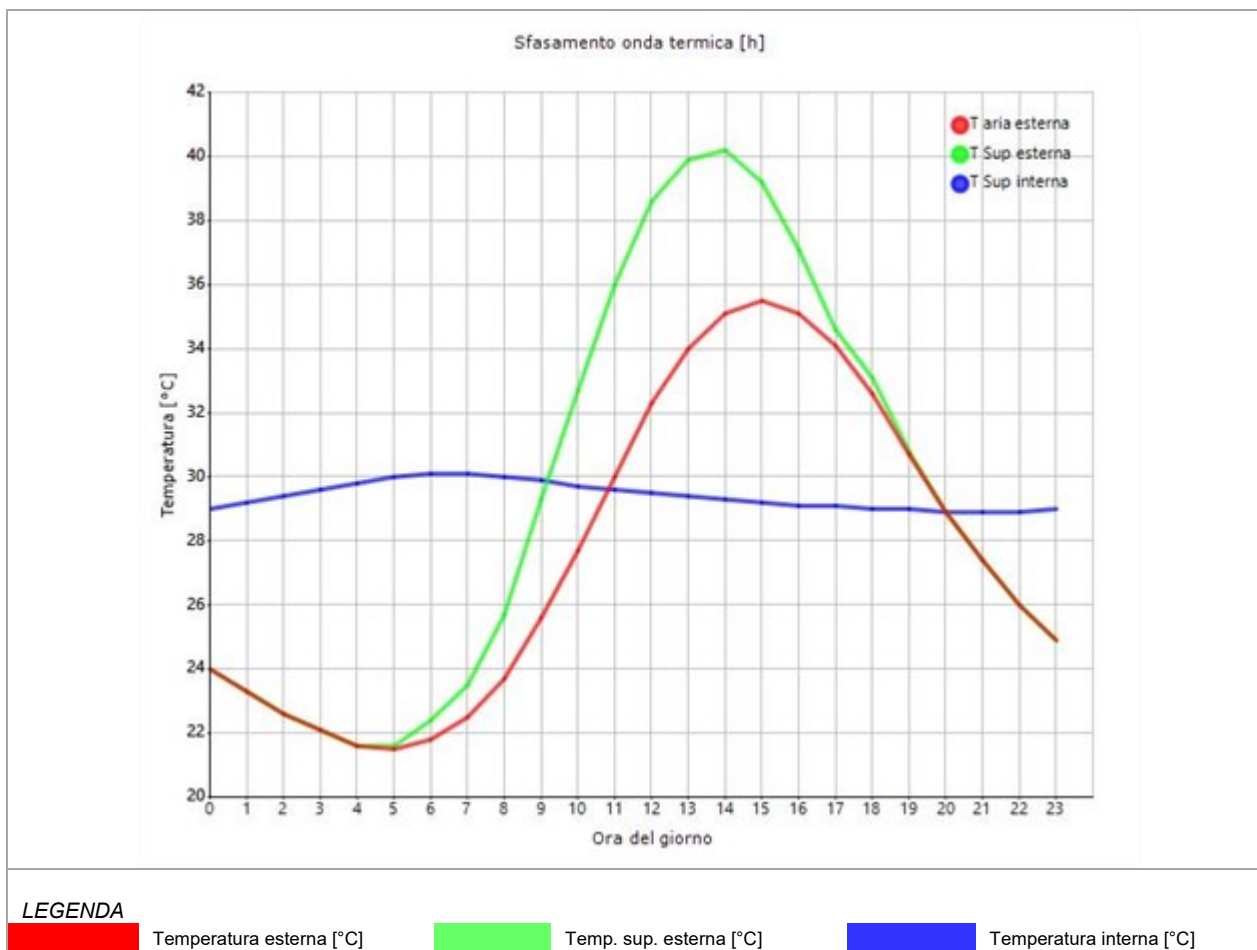 Sfasamento onda termica [h]
42
40
38
36
34
32
30
28
26
24
22
20
Temperatura [°C]
T aria esterna
T Sup esterna
T Sup interna
0 1 2 3 4 5 6 7 8 9 10 11 12 13 14 15 16 17 18 19 20 21 22 23
Ora del giorno
LEGENDA
Temperatura esterna [°C] Temp. sup. esterna [°C] Temperatura interna [°C]